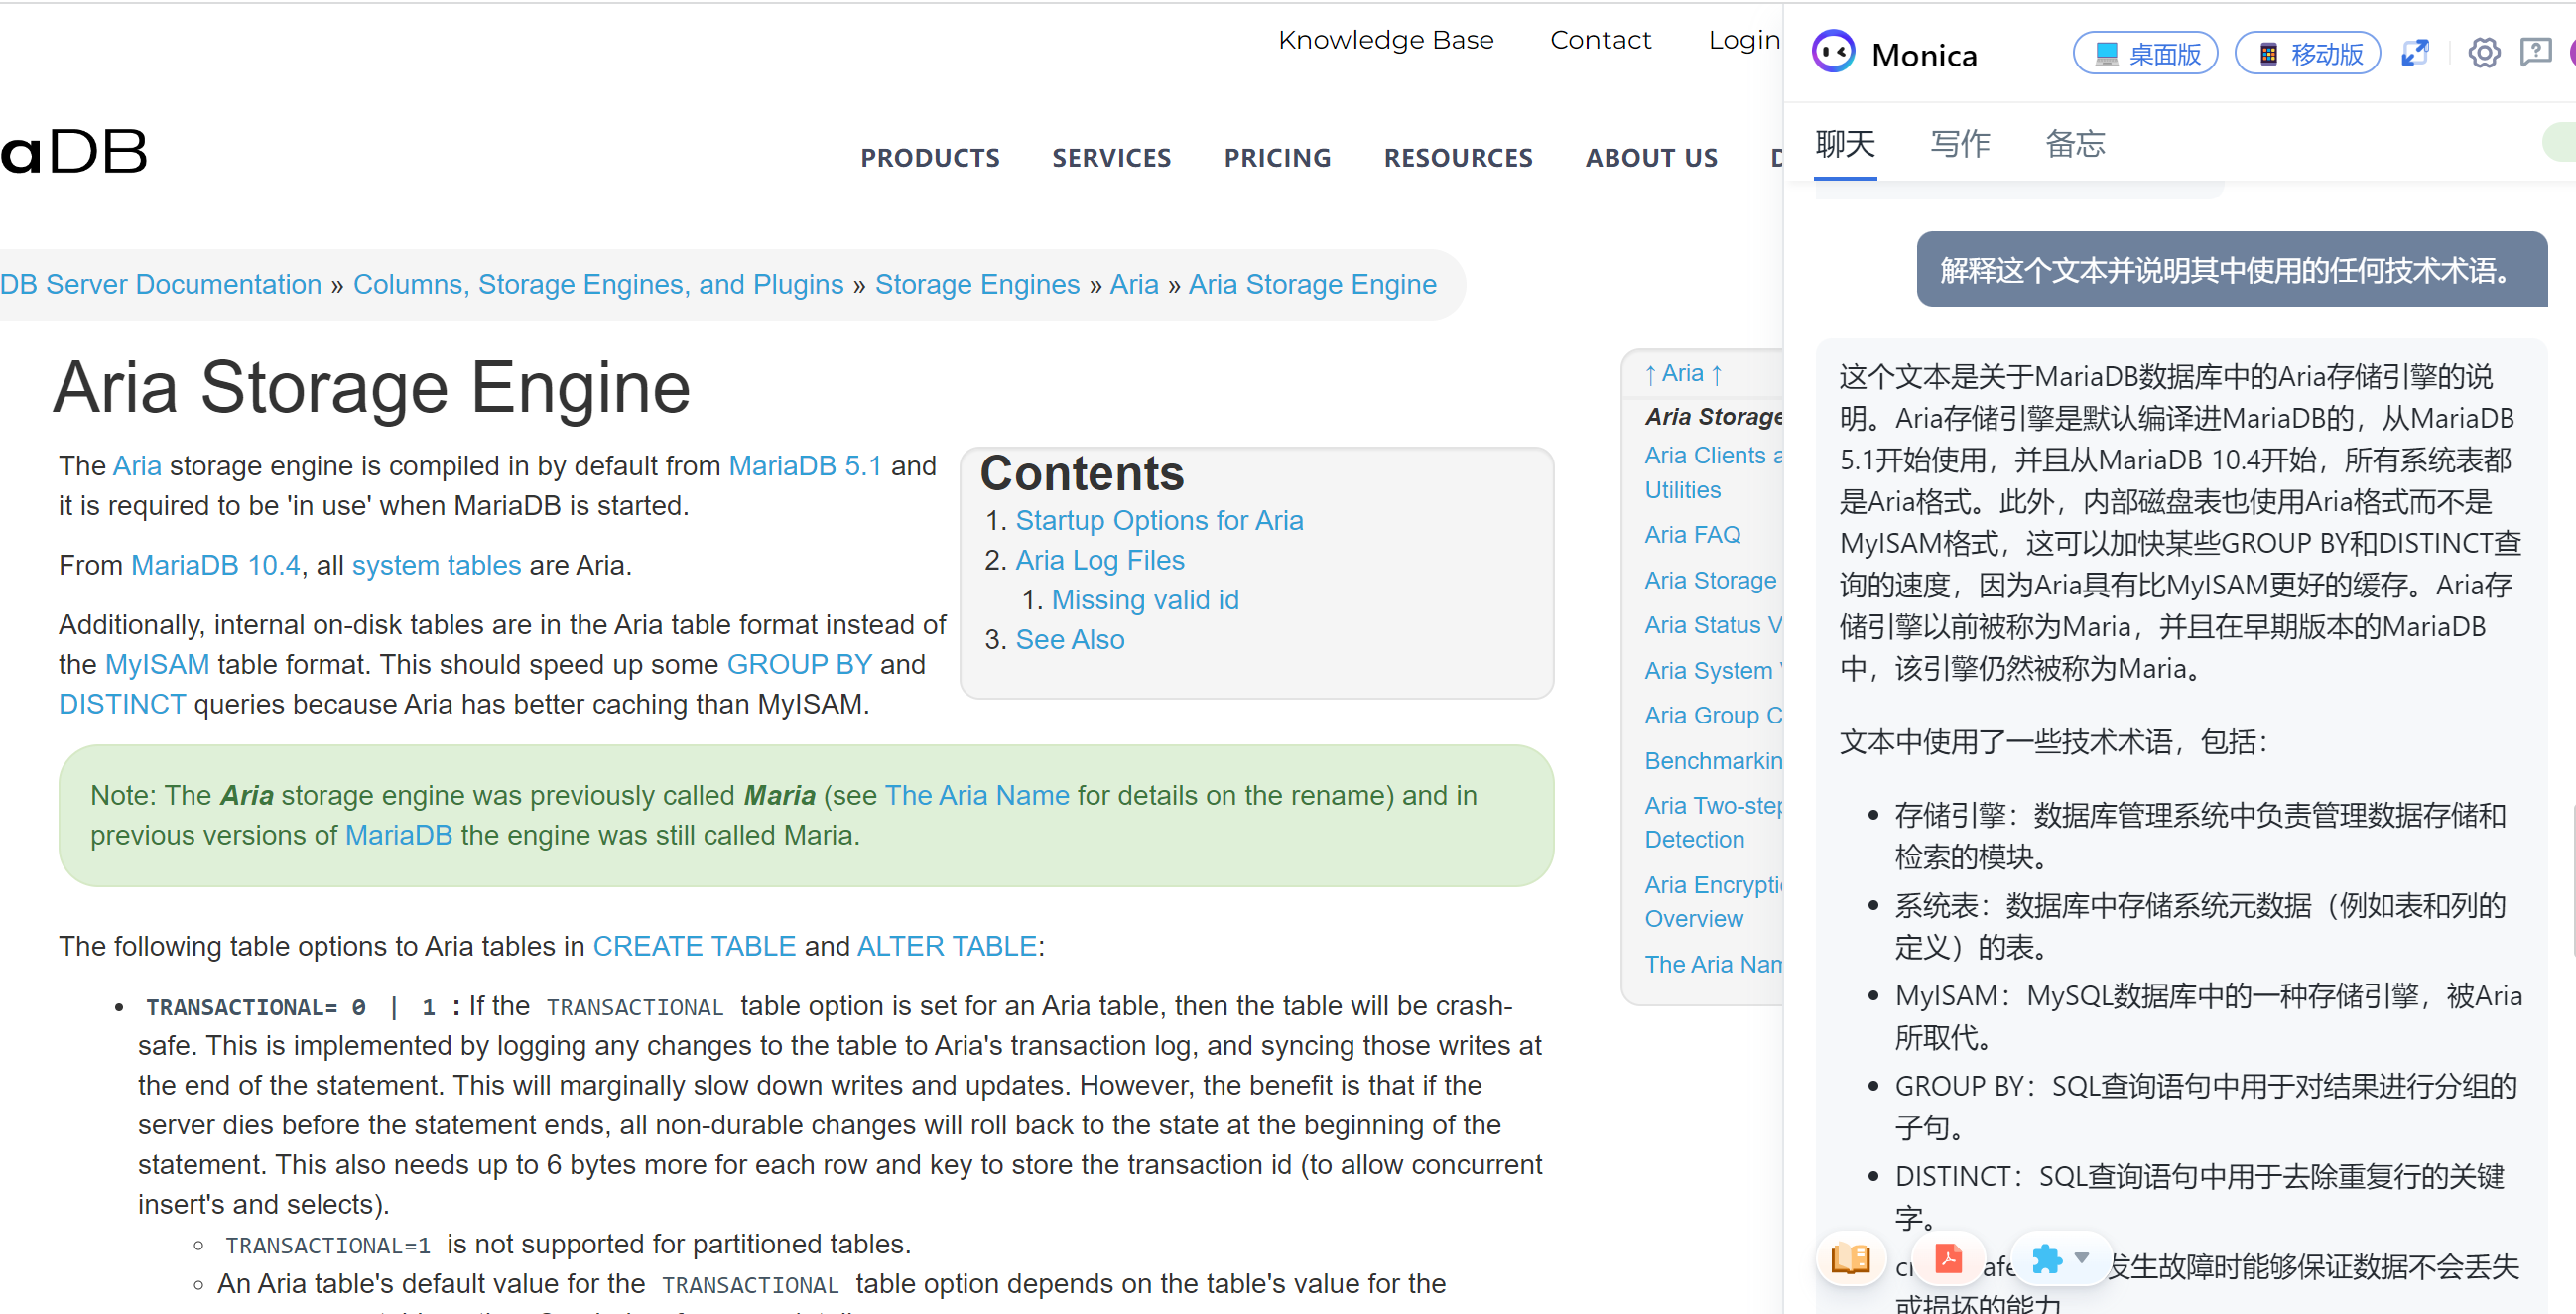 Knowledge Base Contact Login
aDB
PRODUCTS SERVICES PRICING RESOURCES ABOUT US
DB Server Documentation » Columns, Storage Engines, and Plugins » Storage Engines » Aria » Aria Storage Engine
Aria Storage Engine
The Aria storage engine is compiled in by default from MariaDB 5.1 and
it is required to be 'in use' when MariaDB is started.
From MariaDB 10.4, all system tables are Aria.
Additionally, internal on-disk tables are in the Aria table format instead of
the MyISAM table format. This should speed up some GROUP BY and
DISTINCT queries because Aria has better caching than MyISAM.
Contents
1. Startup Options for Aria
2. Aria Log Files
1. Missing valid id
3. See Also
Note: The Aria storage engine was previously called Maria (see The Aria Name for details on the rename) and in
previous versions of MariaDB the engine was still called Maria.
The following table options to Aria tables in CREATE TABLE and ALTER TABLE:
• TRANSACTIONAL= 0 | 1 : If the TRANSACTIONAL table option is set for an Aria table, then the table will be crash-
safe. This is implemented by logging any changes to the table to Aria's transaction log, and syncing those writes at
the end of the statement. This will marginally slow down writes and updates. However, the benefit is that if the
server dies before the statement ends, all non-durable changes will roll back to the state at the beginning of the
statement. This also needs up to 6 bytes more for each row and key to store the transaction id (to allow concurrent
insert's and selects).
◦ TRANSACTIONAL=1 is not supported for partitioned tables.
◦ An Aria table's default value for the TRANSACTIONAL table option depends on the table's value for the
↑ Aria ↑
Aria Storage
Aria Clients a
Utilities
Aria FAQ
Aria Storage
Aria Status V
Aria System
Aria Group C
Benchmarkin
Aria Two-step
Detection
Aria Encryptio
Overview
The Aria Nam
Monica 桌面版 移动版
聊天 写作 备忘
解释这个文本并说明其中使用的任何技术术语。
这个文本是关于MariaDB数据库中的Aria存储引擎的说
明。Aria存储引擎是默认编译进MariaDB的，从MariaDB
5.1开始使用，并且从MariaDB 10.4开始，所有系统表都
是Aria格式。此外，内部磁盘表也使用Aria格式而不是
MyISAM格式，这可以加快某些GROUP BY和DISTINCT查
询的速度，因为Aria具有比MyISAM更好的缓存。Aria存
储引擎以前被称为Maria，并且在早期版本的MariaDB
中，该引擎仍然被称为Maria。
文本中使用了一些技术术语，包括：
• 存储引擎：数据库管理系统中负责管理数据存储和
检索的模块。
• 系统表：数据库中存储系统元数据（例如表和列的
定义）的表。
• MyISAM：MySQL数据库中的一种存储引擎，被Aria
所取代。
• GROUP BY：SQL查询语句中用于对结果进行分组的
子句。
• DISTINCT：SQL查询语句中用于去除重复行的关键
字。
发生故障时能够保证数据不会丢失
或损坏的能力